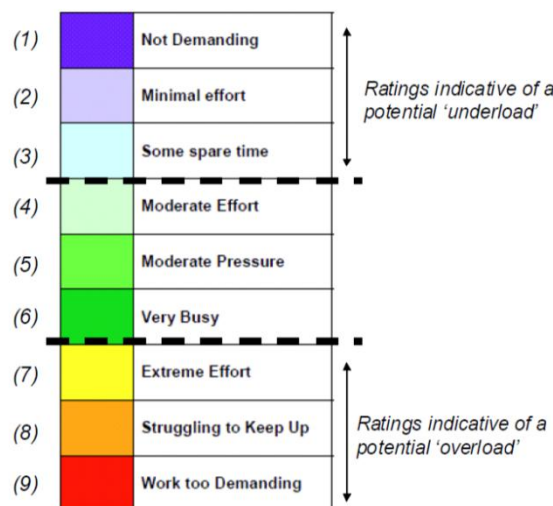 (1) Not Demanding
Ratings indicative of a
potential ‘underload’
(2) Minimal effort
(3) Some spare time
(4) Moderate Effort
(5) Moderate Pressure
(6) Very Busy
(7) Extreme Effort
Ratings indicative of a
potential ‘overload’
(8) Struggling to Keep Up
(9) Work too Demanding